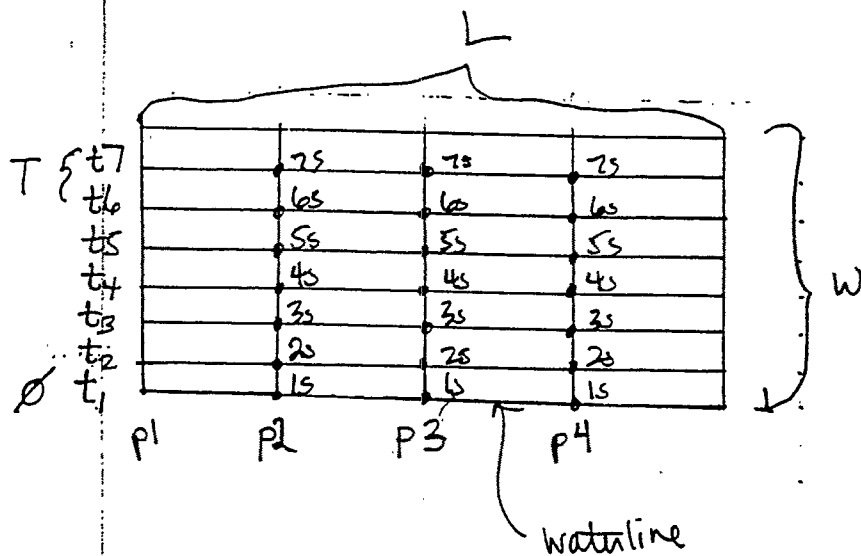 L
T { t7 7s 7s 7s
t6 6s 6s 6s
t5 5s 5s 5s
t4 4s 4s 4s
t3 3s 3s 3s
t2 2s 2s 2s
Ø t1 1s 1s 1s
W
p1 p2 p3 p4
waterline